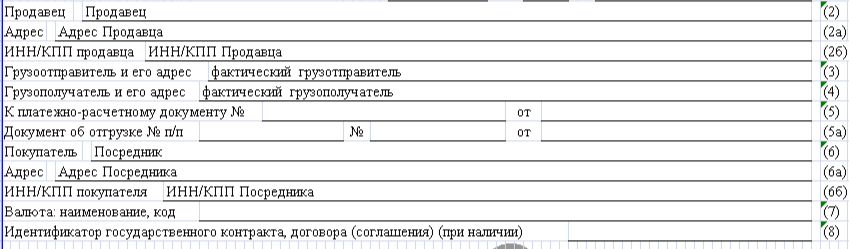 Продавец Продавец (2)
Адрес Адрес Продавца (2а)
ИНН/КПП продавца ИНН/КПП Продавца (2б)
Грузоотправитель и его адрес фактический грузотправитель (3)
Грузополучатель и его адрес фактический грузополучатель (4)
К платежно-расчетному документу № от (5)
Документ об отгрузке № п/п № от (5а)
Покупатель Посредник (6)
Адрес Адрес Посредника (6а)
ИНН/КПП покупателя ИНН/КПП Посредника (6б)
Валюта: наименование, код (7)
Идентификатор государственного контракта, договора (соглашения) (при наличии) (8)